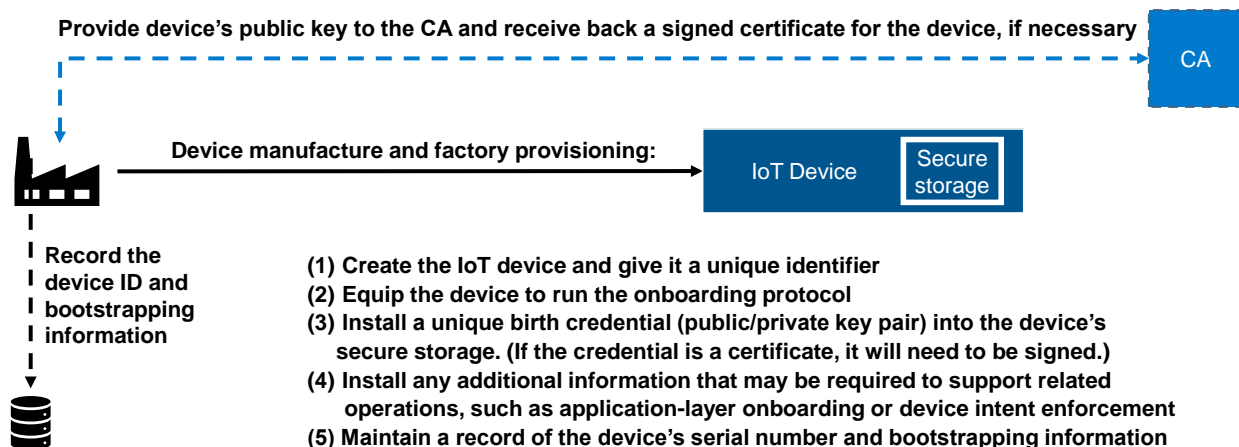 Provide device's public key to the CA and receive back a signed certificate for the device, if necessary
CA
Device manufacture and factory provisioning:
IoT Device
Secure
storage
Record the
device ID and
bootstrapping
information
(1) Create the IoT device and give it a unique identifier
(2) Equip the device to run the onboarding protocol
(3) Install a unique birth credential (public/private key pair) into the device's
secure storage. (If the credential is a certificate, it will need to be signed.)
(4) Install any additional information that may be required to support related
operations, such as application-layer onboarding or device intent enforcement
(5) Maintain a record of the device's serial number and bootstrapping information